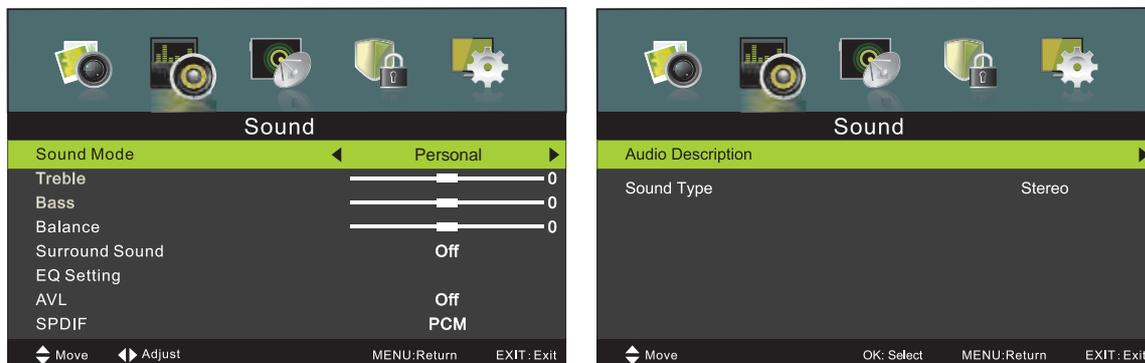 Sound
Sound Mode Personal
Treble 0
Bass 0
Balance 0
Surround Sound Off
EQ Setting
AVL Off
SPDIF PCM
Move Adjust MENU:Return EXIT:Exit
Sound
Audio Description
Sound Type Stereo
Move OK: Select MENU:Return EXIT:Exit